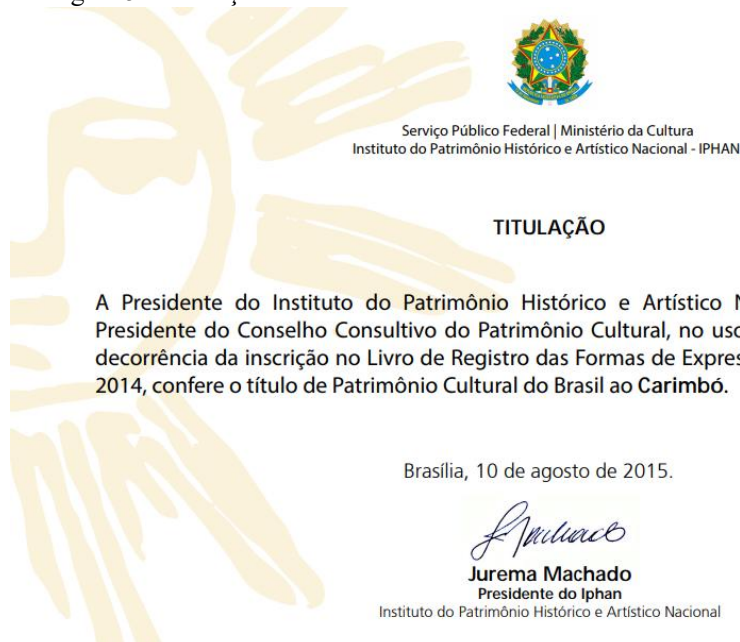 Serviço Público Federal | Ministério da Cultura
Instituto do Patrimônio Histórico e Artístico Nacional - IPHAN
TITULAÇÃO
A Presidente do Instituto do Patrimônio Histórico e Artístico
Presidente do Conselho Consultivo do Patrimônio Cultural, no uso
decorrência da inscrição no Livro de Registro das Formas de
2014, confere o título de Patrimônio Cultural do Brasil ao Carimbó.
Brasília, 10 de agosto de 2015.
Jurema Machado
Presidente do Iphan
Instituto do Patrimônio Histórico e Artístico Nacional